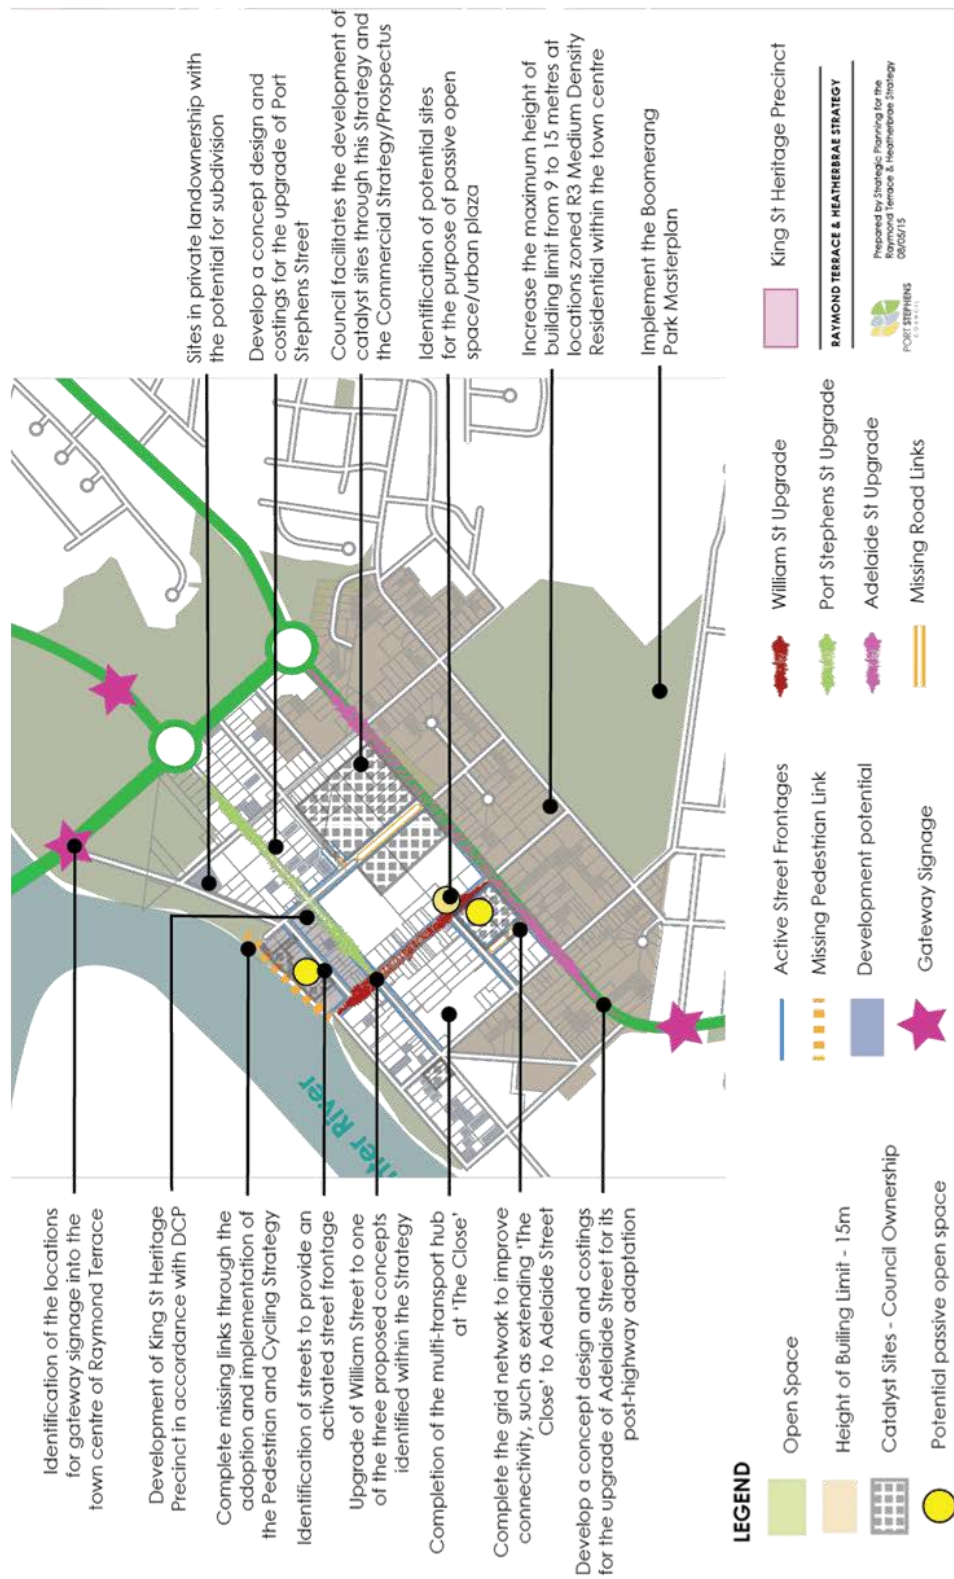 Identification of the locations
for gateway signage into the
town centre of Raymond Terrace
Development of King St Heritage
Precinct in accordance with DCP
Complete missing links through the
adoption and implementation of
the Pedestrian and Cycling Strategy
Identification of streets to provide an
activated street frontage
Upgrade of William Street to one
of the three proposed concepts
identified within the Strategy
Completion of the multi-transport hub
at 'The Close'
Complete the grid network to improve
connectivity, such as extending 'The
Close' to Adelaide Street
Develop a concept design and costings
for the upgrade of Adelaide Street for its
post-highway adaptation
River
Sites in private landownership with
the potential for subdivision
Develop a concept design and
costings for the upgrade of Port
Stephens Street
Council facilitates the development of
catalyst sites through this Strategy and
the Commercial Strategy/Prospectus
Identification of potential sites
for the purpose of passive open
space/urban plaza
Increase the maximum height of
building limit from 9 to 15 metres at
locations zoned R3 Medium Density
Residential within the town centre
Implement the Boomerang
Park Masterplan
LEGEND
Open Space
Height of Builing Limit - 15m
Catalyst Sites - Council Ownership
Potential passive open space
Active Street Frontages
Missing Pedestrian Link
Development potential
Gateway Signage
William St Upgrade
Port Stephens St Upgrade
Adelaide St Upgrade
Missing Road Links
King St Heritage Precinct
RAYMOND TERRACE & HEATHERBRAE STRATEGY
PORT STEPHENS
COUNCIL
Prepared by Strategic Planning for the
Raymond Terrace & Heatherbrae Strategy
08/05/15